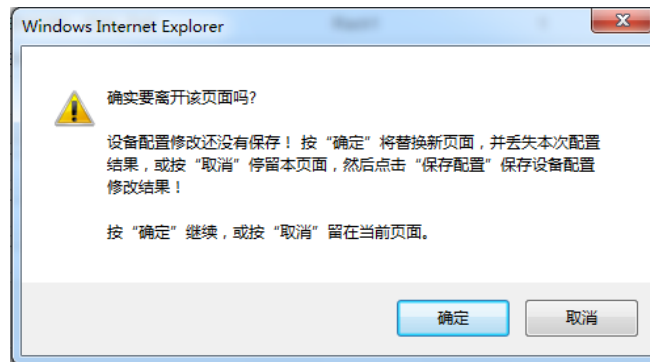 Windows Internet Explorer
确实要离开该页面吗?
设备配置修改还没有保存！按“确定”将替换新页面，并丢失本次配置
结果，或按“取消”停留本页面，然后点击“保存配置”保存设备配置
修改结果！
按“确定”继续，或按“取消”留在当前页面。
确定
取消